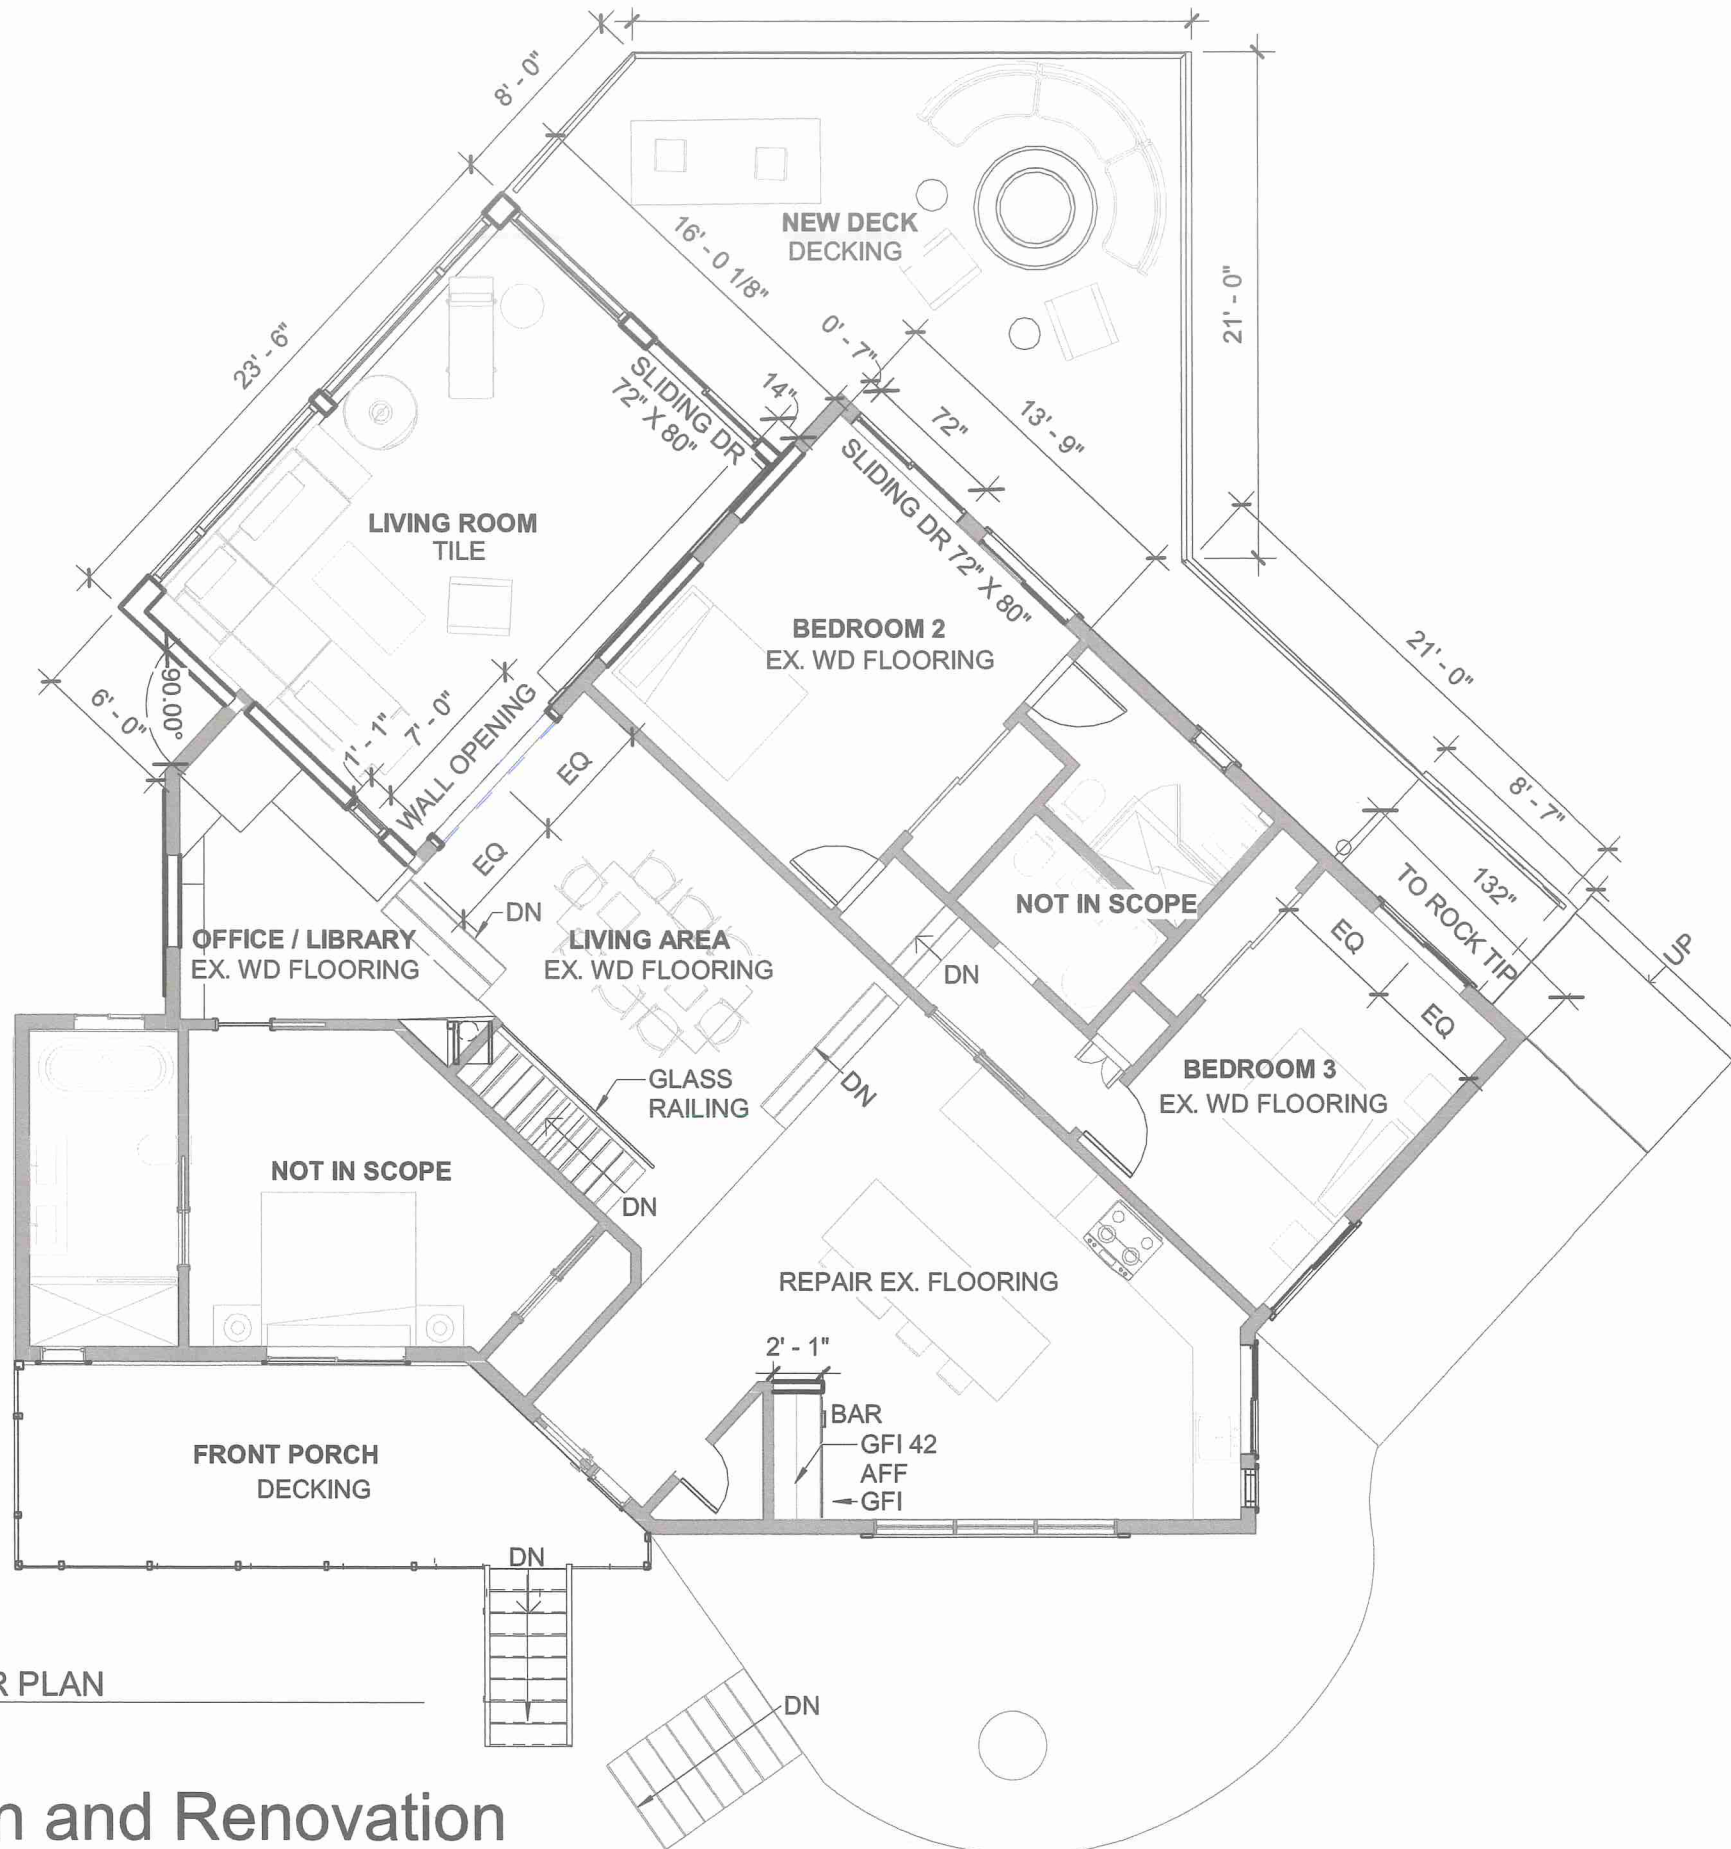 8' - 0"
NEW DECK
DECKING
16' - 0 1/8"
21' - 0"
23' - 6"
0' - 7"
SLIDING DR
72" X 80"
14"
72"
13' - 9"
SLIDING DR 72" X 80"
LIVING ROOM
TILE
BEDROOM 2
EX. WD FLOORING
21' - 0"
6' - 0"
90.00°
1' - 1"
7' - 0"
WALL OPENING
EQ
EQ
8' - 7"
132"
TO ROCK TIP
UP
DN
NOT IN SCOPE
OFFICE / LIBRARY
EX. WD FLOORING
LIVING AREA
EX. WD FLOORING
DN
EQ
EQ
GLASS
RAILING
DN
BEDROOM 3
EX. WD FLOORING
NOT IN SCOPE
DN
REPAIR EX. FLOORING
2' - 1"
BAR
GFI 42
AFF
GFI
FRONT PORCH
DECKING
DN
R PLAN
DN
n and Renovation